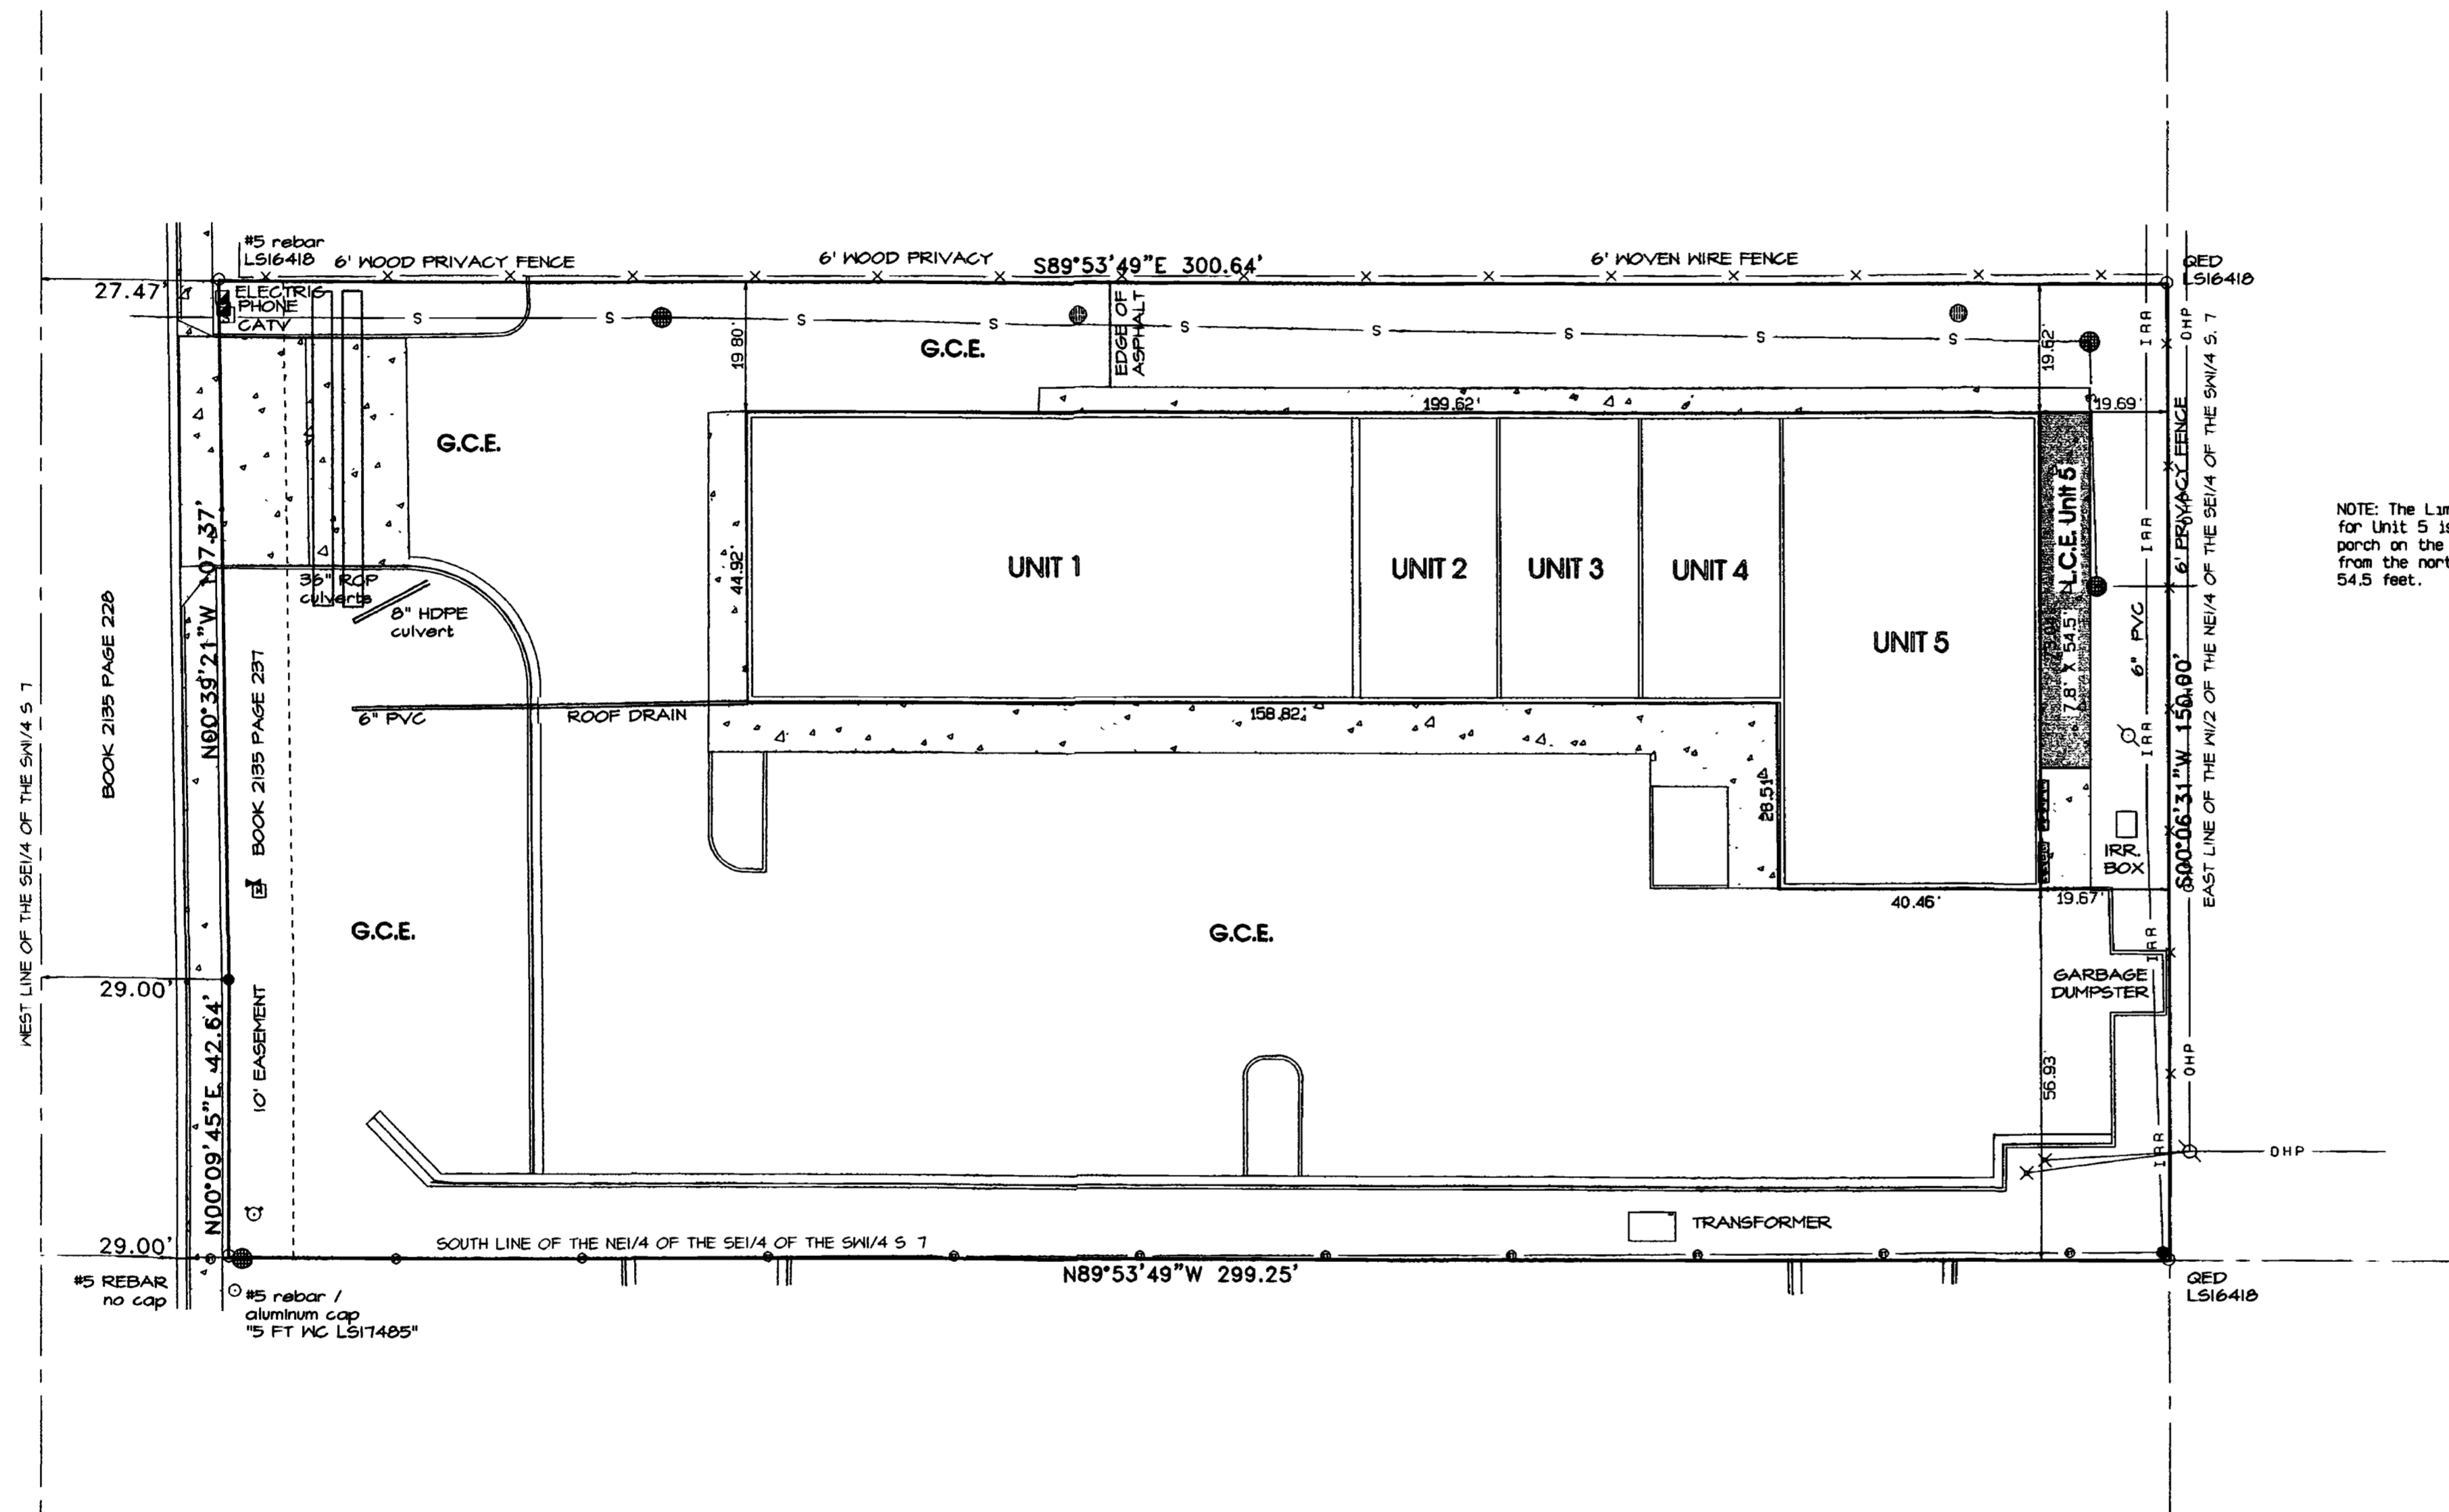 #5 rebar
LS16418
6' WOOD PRIVACY FENCE
6' WOOD PRIVACY
S89°53'49"E 300.64'
6' WOVEN WIRE FENCE
QED
LS16418
27.47'
ELECTRIC
PHONE
CATV
S S S S S S S S S
EDGE OF
ASPHALT
G.C.E.
19.80'
19.62'
IRR
OHP
199.62'
19.69'
G.C.E.
UNIT 1
UNIT 2
UNIT 3
UNIT 4
UNIT 5
44.92'
L.C.E. Unit 5
7.8' X 54.5'
IRR
6' PRIVACY FENCE
NOTE: The Lim
for Unit 5 is
porch on the
from the nort
54.5 feet.
36" RCP
culverts
8" HDPE
culvert
N00°39'21"W 107.37'
BOOK 2135 PAGE 228
BOOK 2135 PAGE 237
10' EASEMENT
WEST LINE OF THE SE1/4 OF THE SW1/4 S 7
6" PVC
ROOF DRAIN
158.82'
28.51'
6" PVC
IRR
S00°06'31"W 150.00'
EAST LINE OF THE W1/2 OF THE NE1/4 OF THE SE1/4 OF THE SW1/4 S. 7
IRR.
BOX
40.46'
19.67'
G.C.E.
G.C.E.
IRR
GARBAGE
DUMPSTER
29.00'
N00°09'45"E 42.64'
56.93'
OHP
IRR
OHP
TRANSFORMER
29.00'
SOUTH LINE OF THE NE1/4 OF THE SE1/4 OF THE SW1/4 S 7
N89°53'49"W 299.25'
#5 REBAR
no cap
#5 rebar /
aluminum cap
"5 FT WC LS17485"
QED
LS16418